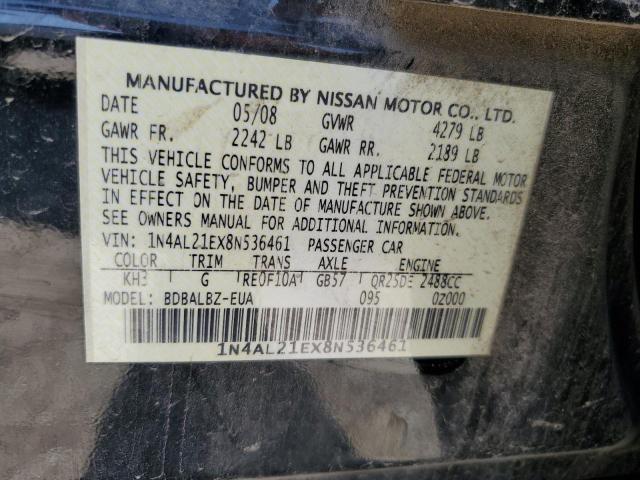 MANUFACTURED BY NISSAN MOTOR CO., LTD.
DATE 05/08 GVWR 4279 LB
GAWR FR. 2242 LB GAWR RR. 2189 LB
THIS VEHICLE CONFORMS TO ALL APPLICABLE FEDERAL MOTOR
VEHICLE SAFETY, BUMPER AND THEFT PREVENTION STANDARDS
IN EFFECT ON THE DATE OF MANUFACTURE SHOWN ABOVE.
SEE OWNERS MANUAL FOR ADDITIONAL INFORMATION.
VIN: 1N4AL21EX8N536461 PASSENGER CAR
COLOR TRIM TRANS AXLE ENGINE
KH3 G RE0F10A GB57 QR25DE 2488CC
MODEL: BDBALBZ-EUA 095 0Z000
1N4AL21EX8N536461